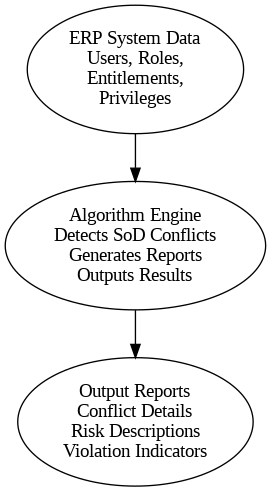 ERP System Data
Users, Roles,
Entitlements,
Privileges
Algorithm Engine
Detects SoD Conflicts
Generates Reports
Outputs Results
Output Reports
Conflict Details
Risk Descriptions
Violation Indicators